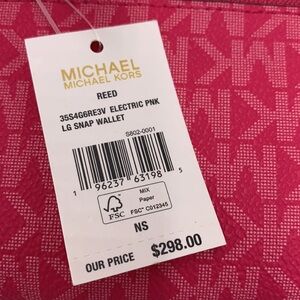 MICHAEL
MICHAEL KORS
REED
35S4G6RE3V ELECTRIC PNK
LG SNAP WALLET
S802-0001
1 96237 63198 5
FSC
MIX
Paper
FSC™ C012345
NS
OUR PRICE $298.00